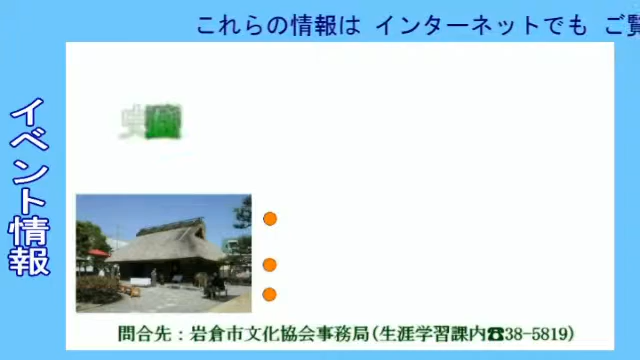 これらの情報は インターネットでも ご覧
イベント情報
問合先：岩倉市文化協会事務局(生涯学習課内☎38-5819)